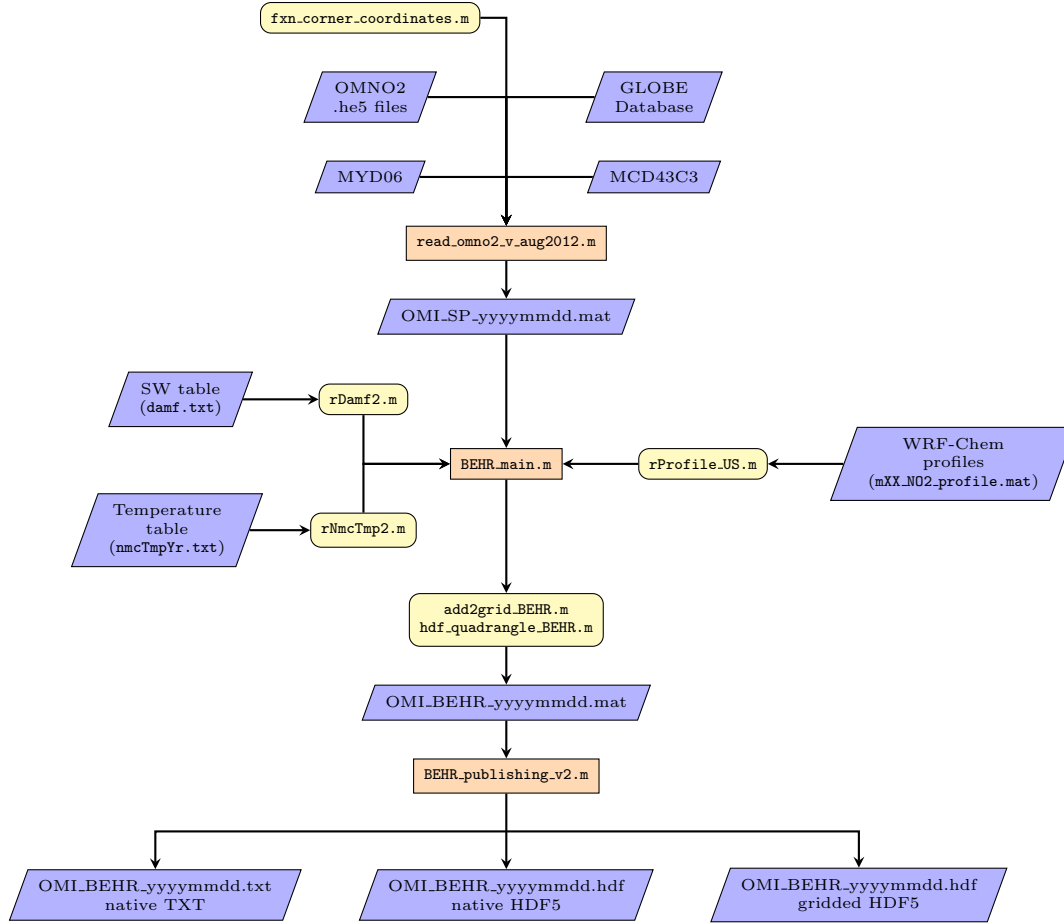 fxn_corner_coordinates.m
OMNO2
.he5 files
GLOBE
Database
MYD06
MCD43C3
read_omno2_v_aug2012.m
OMI_SP_yyyymmdd.mat
SW table
(damf.txt)
rDamf2.m
BEHR_main.m
rProfile_US.m
WRF-Chem
profiles
(mXX_NO2_profile.mat)
Temperature
table
(nmcTmpYr.txt)
rNmcTmp2.m
add2grid_BEHR.m
hdf_quadrangle_BEHR.m
OMI_BEHR_yyyymmdd.mat
BEHR_publishing_v2.m
OMI_BEHR_yyyymmdd.txt
native TXT
OMI_BEHR_yyyymmdd.hdf
native HDF5
OMI_BEHR_yyyymmdd.hdf
gridded HDF5